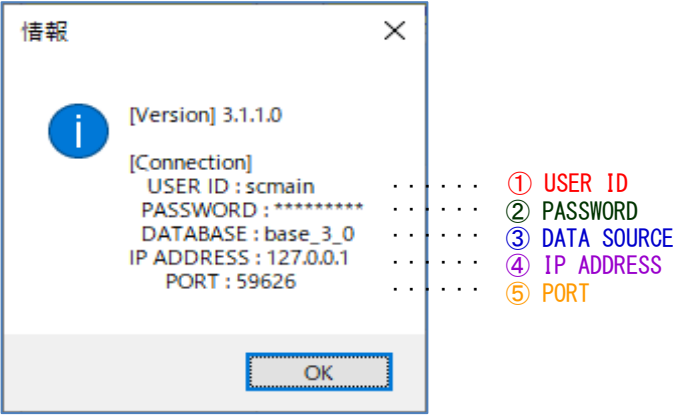 情報
[Version] 3.1.1.0
[Connection]
USER ID : scmain ・・・・・・ ① USER ID
PASSWORD : ********* ・・・・・・ ② PASSWORD
DATABASE : base_3_0 ・・・・・・ ③ DATA SOURCE
IP ADDRESS : 127.0.0.1 ・・・・・・ ④ IP ADDRESS
PORT : 59626 ・・・・・・ ⑤ PORT
OK